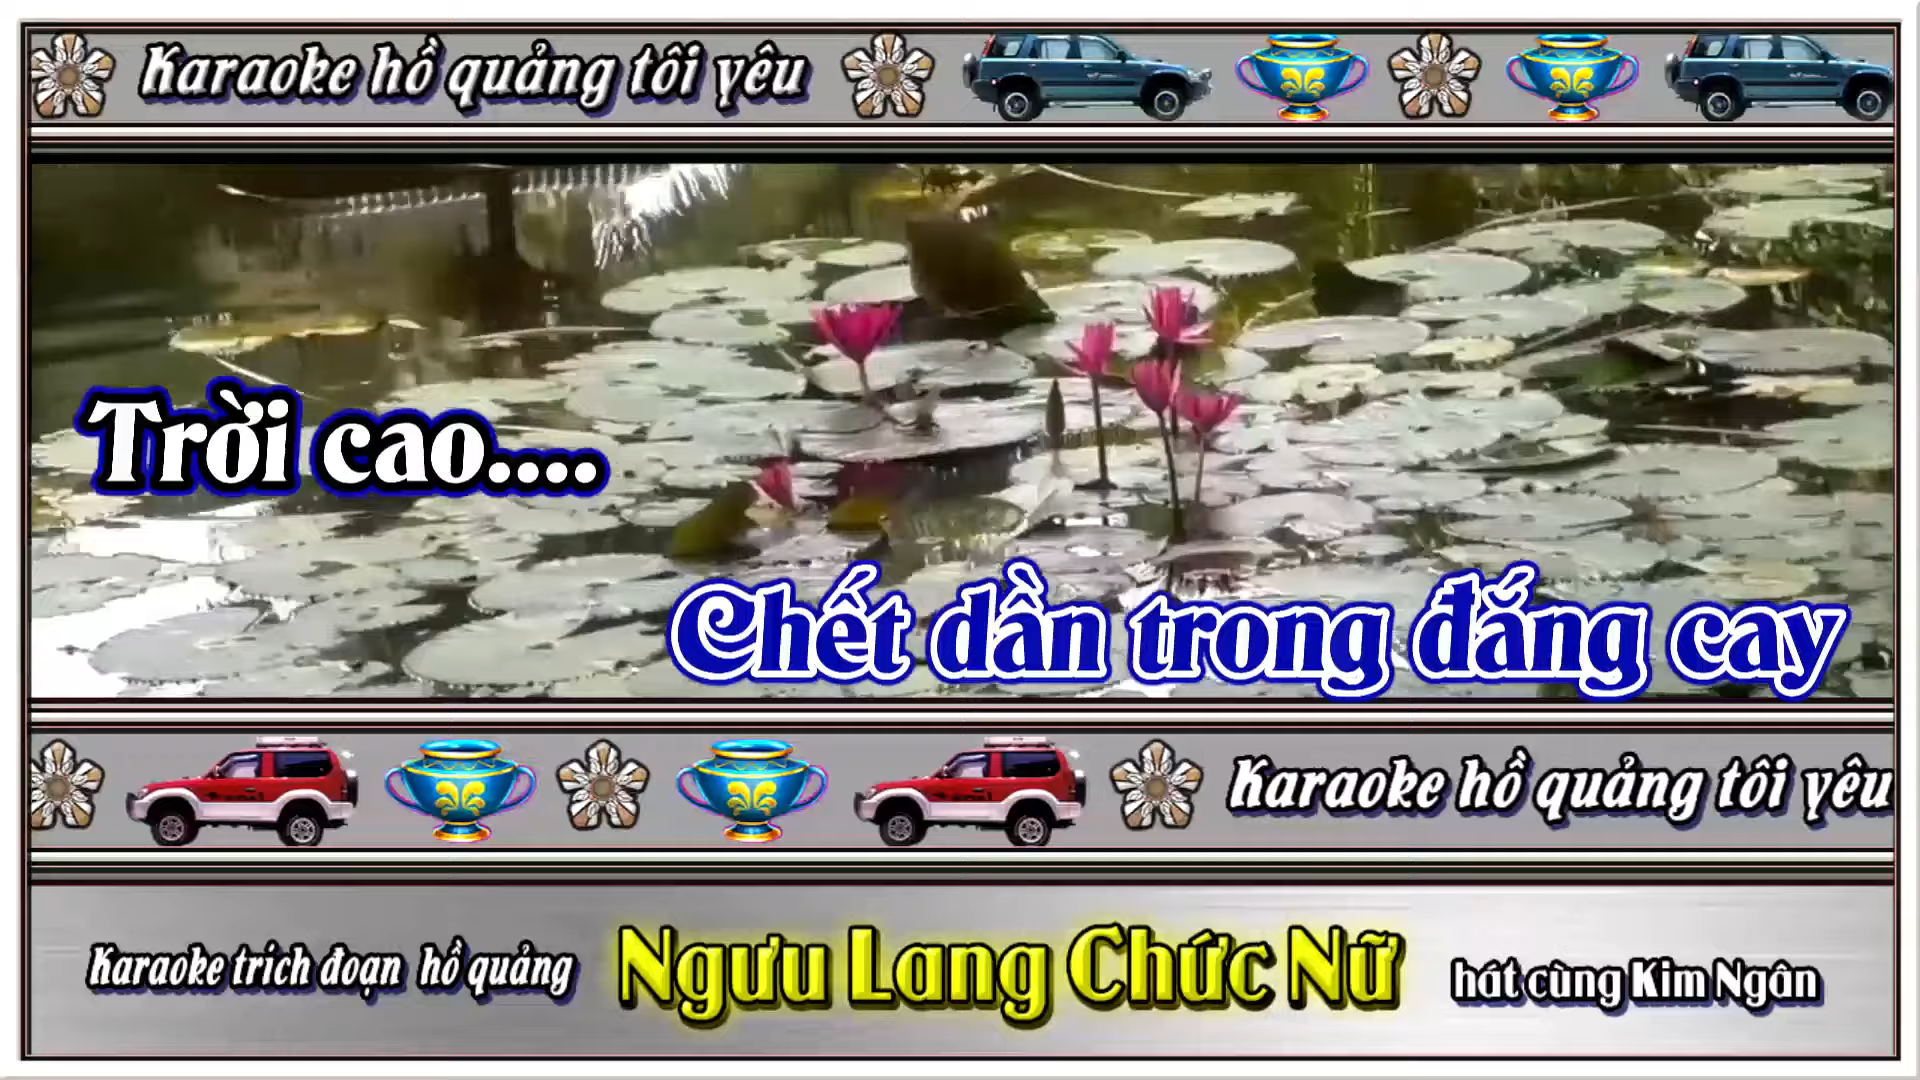 Karaoke hồ quảng tôi yêu
Trời cao....
Chết dần trong đắng cay
Karaoke hồ quảng tôi yêu
Karaoke trích đoạn hồ quảng Ngưu Lang Chức Nữ hát cùng Kim Ngân